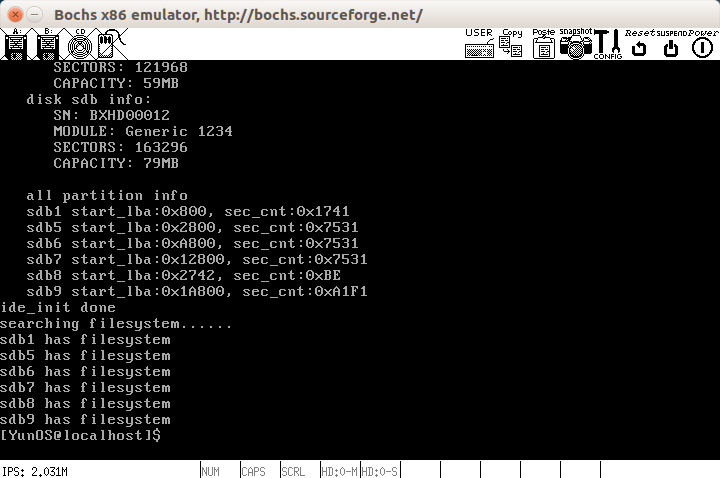 Bochs x86 emulator, http://bochs.sourceforge.net/
A: B: CD USER Copy Paste snapshot CONFIG Reset SUSPEND Power
SECTORS: 121968
CAPACITY: 59MB
disk sdb info:
SN: BXHD00012
MODULE: Generic 1234
SECTORS: 163296
CAPACITY: 79MB
all partition info
sdb1 start_lba:0x800, sec_cnt:0x1741
sdb5 start_lba:0x2800, sec_cnt:0x7531
sdb6 start_lba:0xA800, sec_cnt:0x7531
sdb7 start_lba:0x12800, sec_cnt:0x7531
sdb8 start_lba:0x2742, sec_cnt:0xBE
sdb9 start_lba:0x1A800, sec_cnt:0xA1F1
ide_init done
searching filesystem......
sdb1 has filesystem
sdb5 has filesystem
sdb6 has filesystem
sdb7 has filesystem
sdb8 has filesystem
sdb9 has filesystem
[YunOS@localhost]$
IPS: 2.031M NUM CAPS SCRL HD:0-M HD:0-S